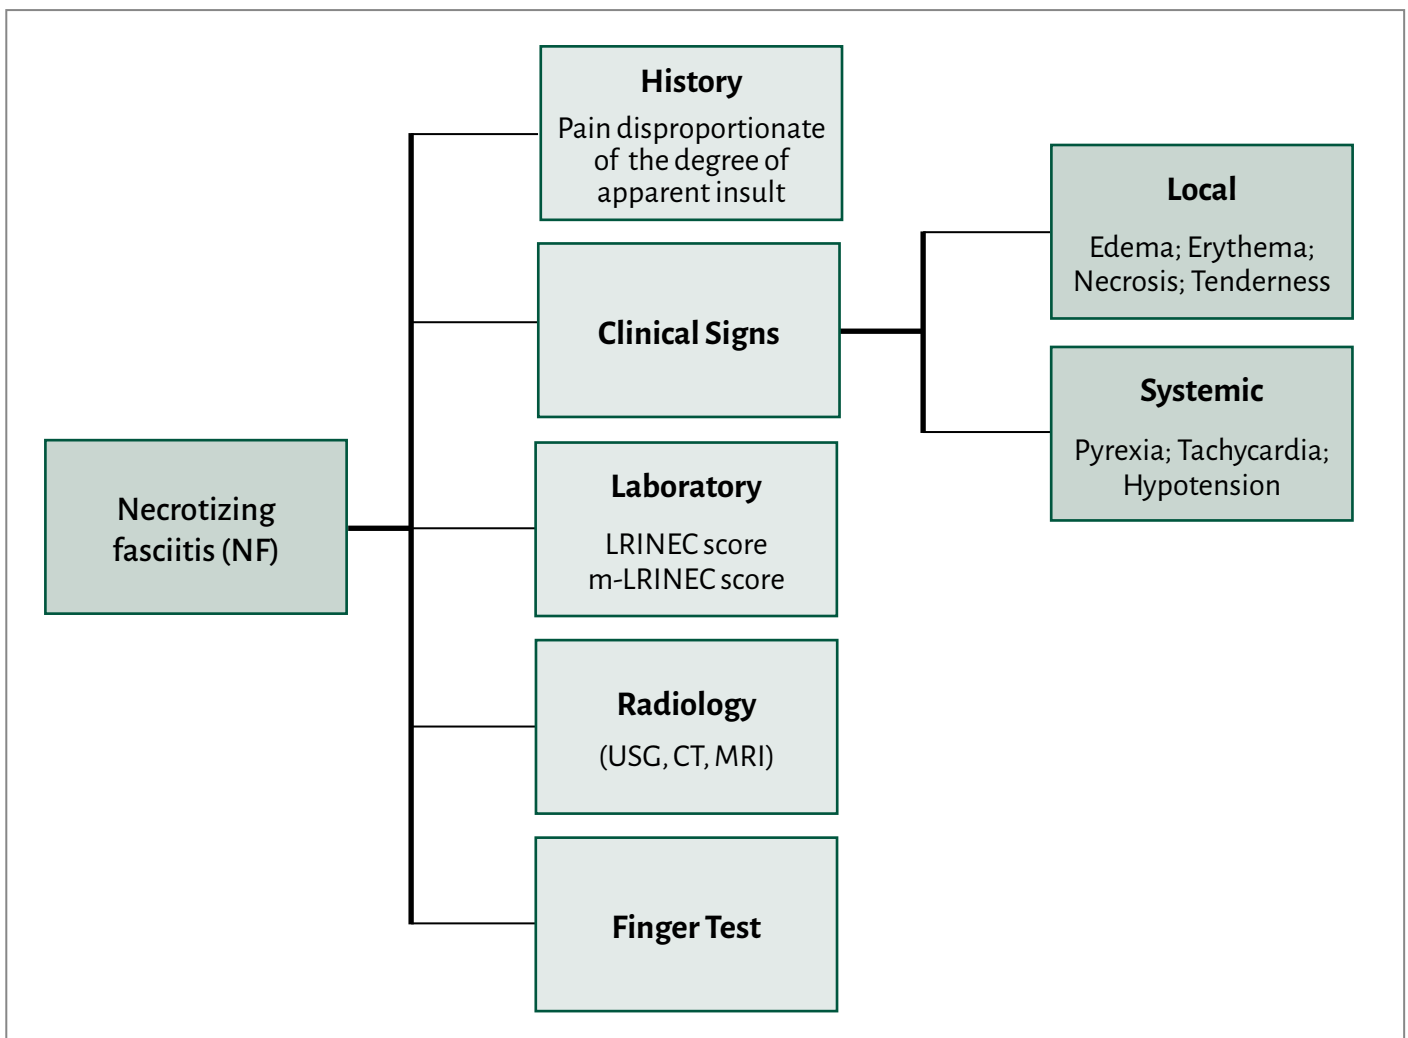 Necrotizing
fasciitis (NF)
History
Pain disproportionate
of the degree of
apparent insult
Clinical Signs
Local
Edema; Erythema;
Necrosis; Tenderness
Systemic
Pyrexia; Tachycardia;
Hypotension
Laboratory
LRINEC score
m-LRINEC score
Radiology
(USG, CT, MRI)
Finger Test